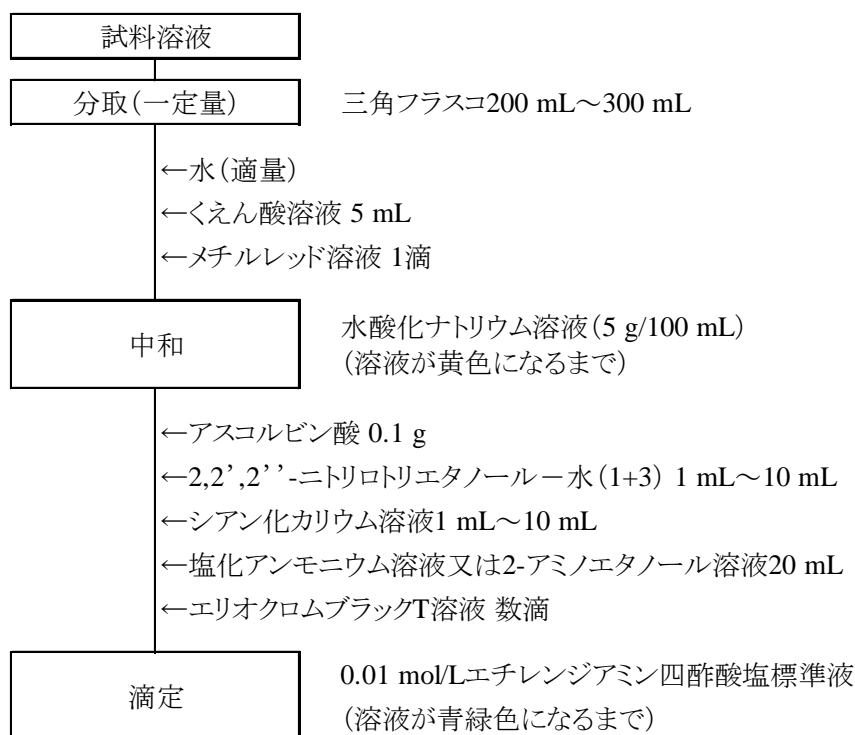 試料溶液
分取(一定量)
三角フラスコ200 mL～300 mL
←水(適量)
←くえん酸溶液 5 mL
←メチルレッド溶液 1滴
中和
水酸化ナトリウム溶液(5 g/100 mL)
(溶液が黄色になるまで)
←アスコルビン酸 0.1 g
←2,2’,2’’-ニトリロトリエタノール－水(1+3) 1 mL～10 mL
←シアン化カリウム溶液1 mL～10 mL
←塩化アンモニウム溶液又は2-アミノエタノール溶液20 mL
←エリオクロムブラックT溶液 数滴
滴定
0.01 mol/Lエチレンジアミン四酢酸塩標準液
(溶液が青緑色になるまで)